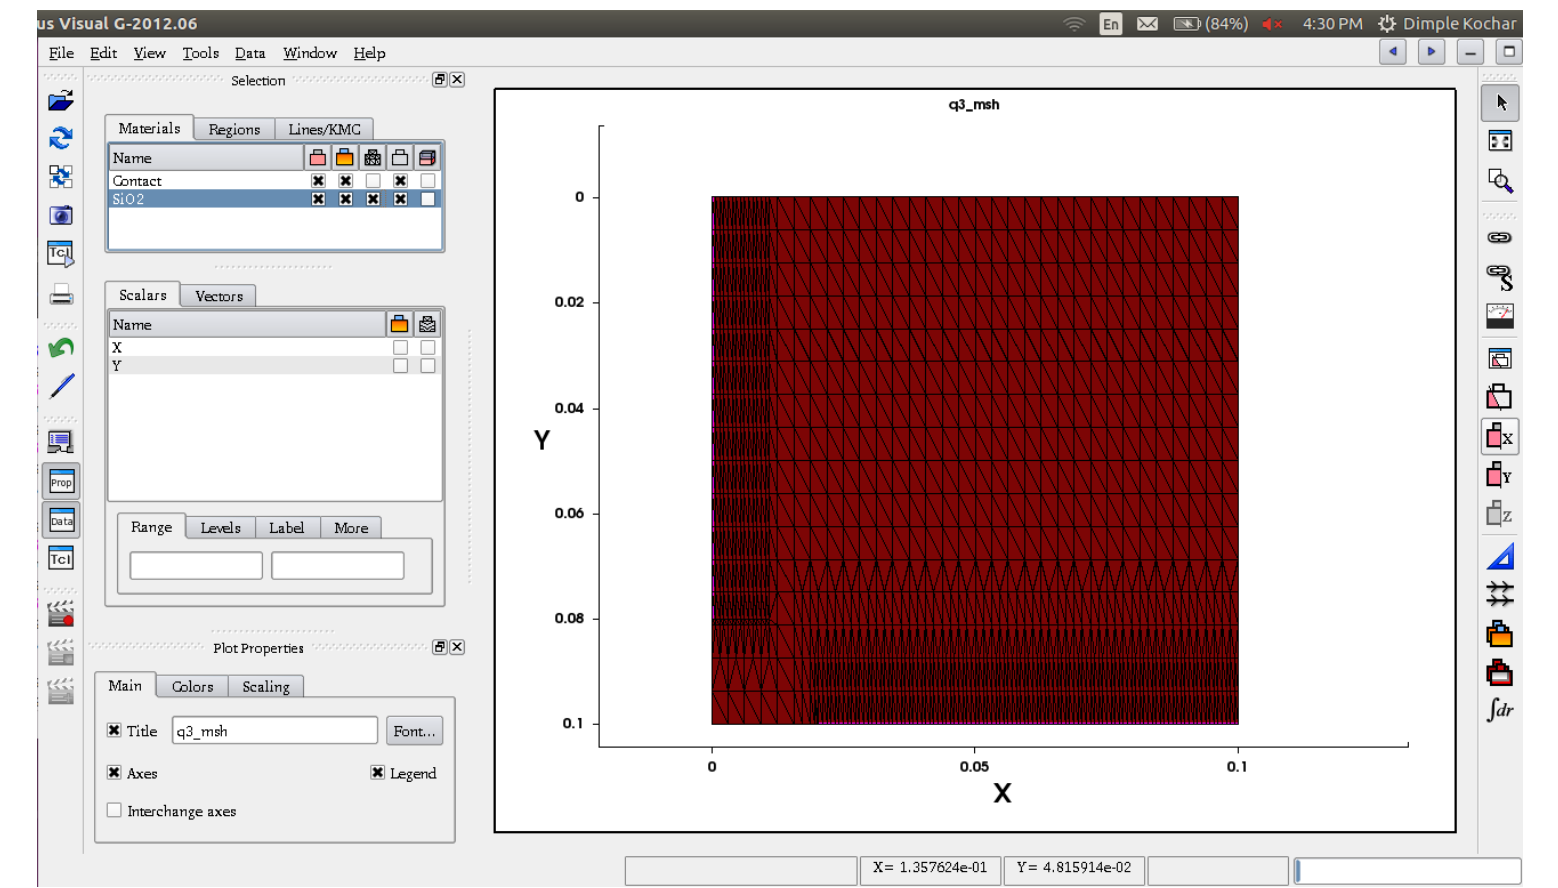 us Visual G-2012.06 En (84%) 4:30 PM Dimple Kochar
File Edit View Tools Data Window Help
Selection
Materials Regions Lines/KMC
Name
Contact
SiO2
Scalars Vectors
Name
X
Y
Range Levels Label More
Plot Properties
Main Colors Scaling
Title q3_msh Font...
Axes Legend
Interchange axes
Tcl
Prop
Data
Tcl
q3_msh
0
0.02
0.04
Y
0.06
0.08
0.1
0 0.05 0.1
X
S
X
Y
Z
∫dr
X= 1.357624e-01 Y= 4.815914e-02